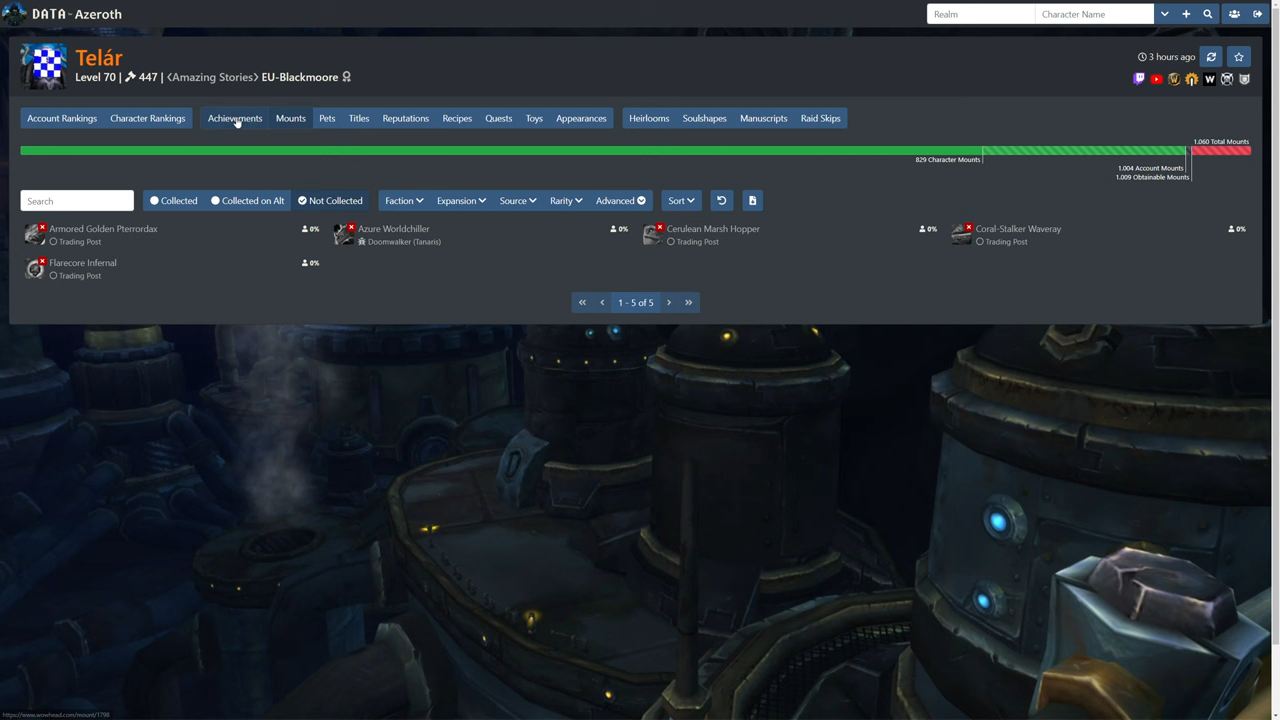 DATA for Azeroth
Realm
Character Name
Telár
Level 70 | 447 | <Amazing Stories> EU-Blackmoore
3 hours ago
Account Rankings
Character Rankings
Achievements
Mounts
Pets
Titles
Reputations
Recipes
Quests
Toys
Appearances
Heirlooms
Soulshapes
Manuscripts
Raid Skips
1.060 Total Mounts
829 Character Mounts
1.004 Account Mounts
1.009 Obtainable Mounts
Search
Collected
Collected on Alt
Not Collected
Faction
Expansion
Source
Rarity
Advanced
Sort
Armored Golden Pterrordax
0%
Trading Post
Azure Worldchiller
0%
Doomwalker (Tanaris)
Cerulean Marsh Hopper
0%
Trading Post
Coral-Stalker Waveray
0%
Trading Post
Flarecore Infernal
0%
Trading Post
« ‹ 1 - 5 of 5 › »
https://www.wowhead.com/mount/1798